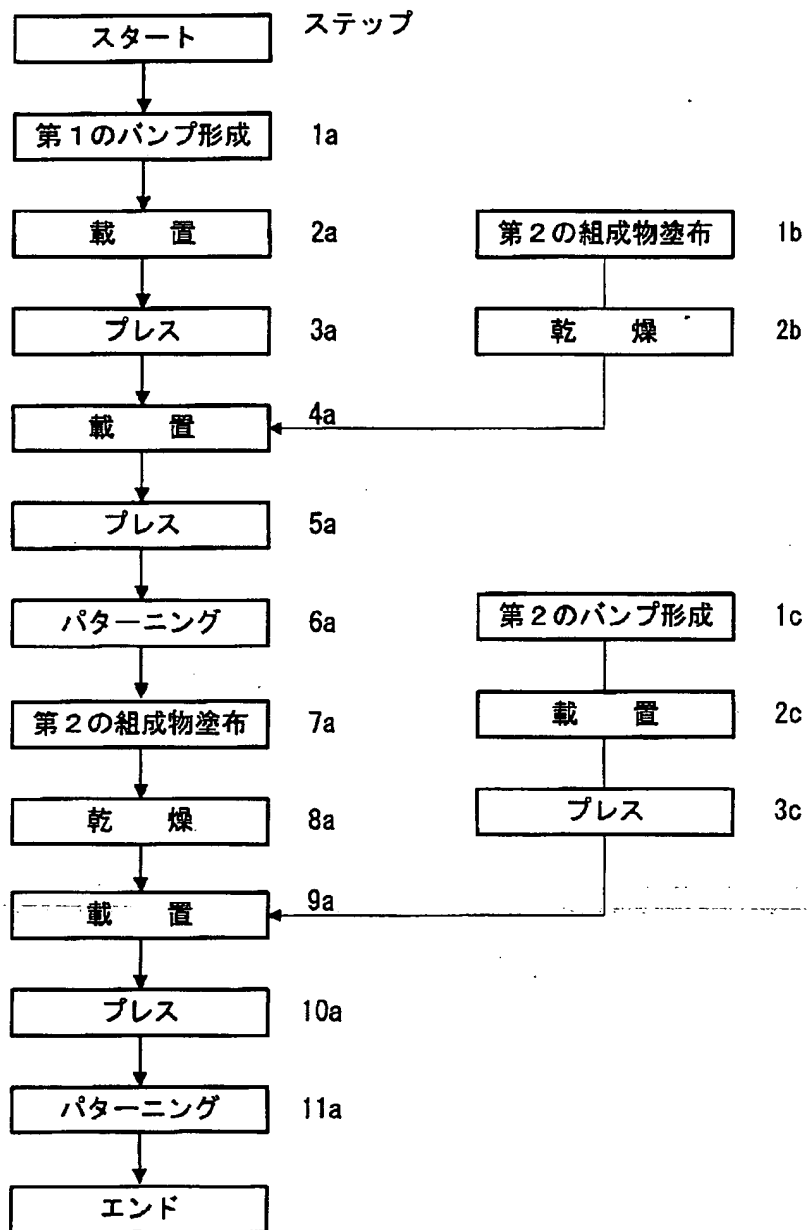 スタート ステップ
第1のバンプ形成 1a
載 置 2a 第2の組成物塗布 1b
プレス 3a 乾 燥 2b
載 置 4a
プレス 5a
パターニング 6a 第2のバンプ形成 1c
第2の組成物塗布 7a 載 置 2c
乾 燥 8a プレス 3c
載 置 9a
プレス 10a
パターニング 11a
エンド